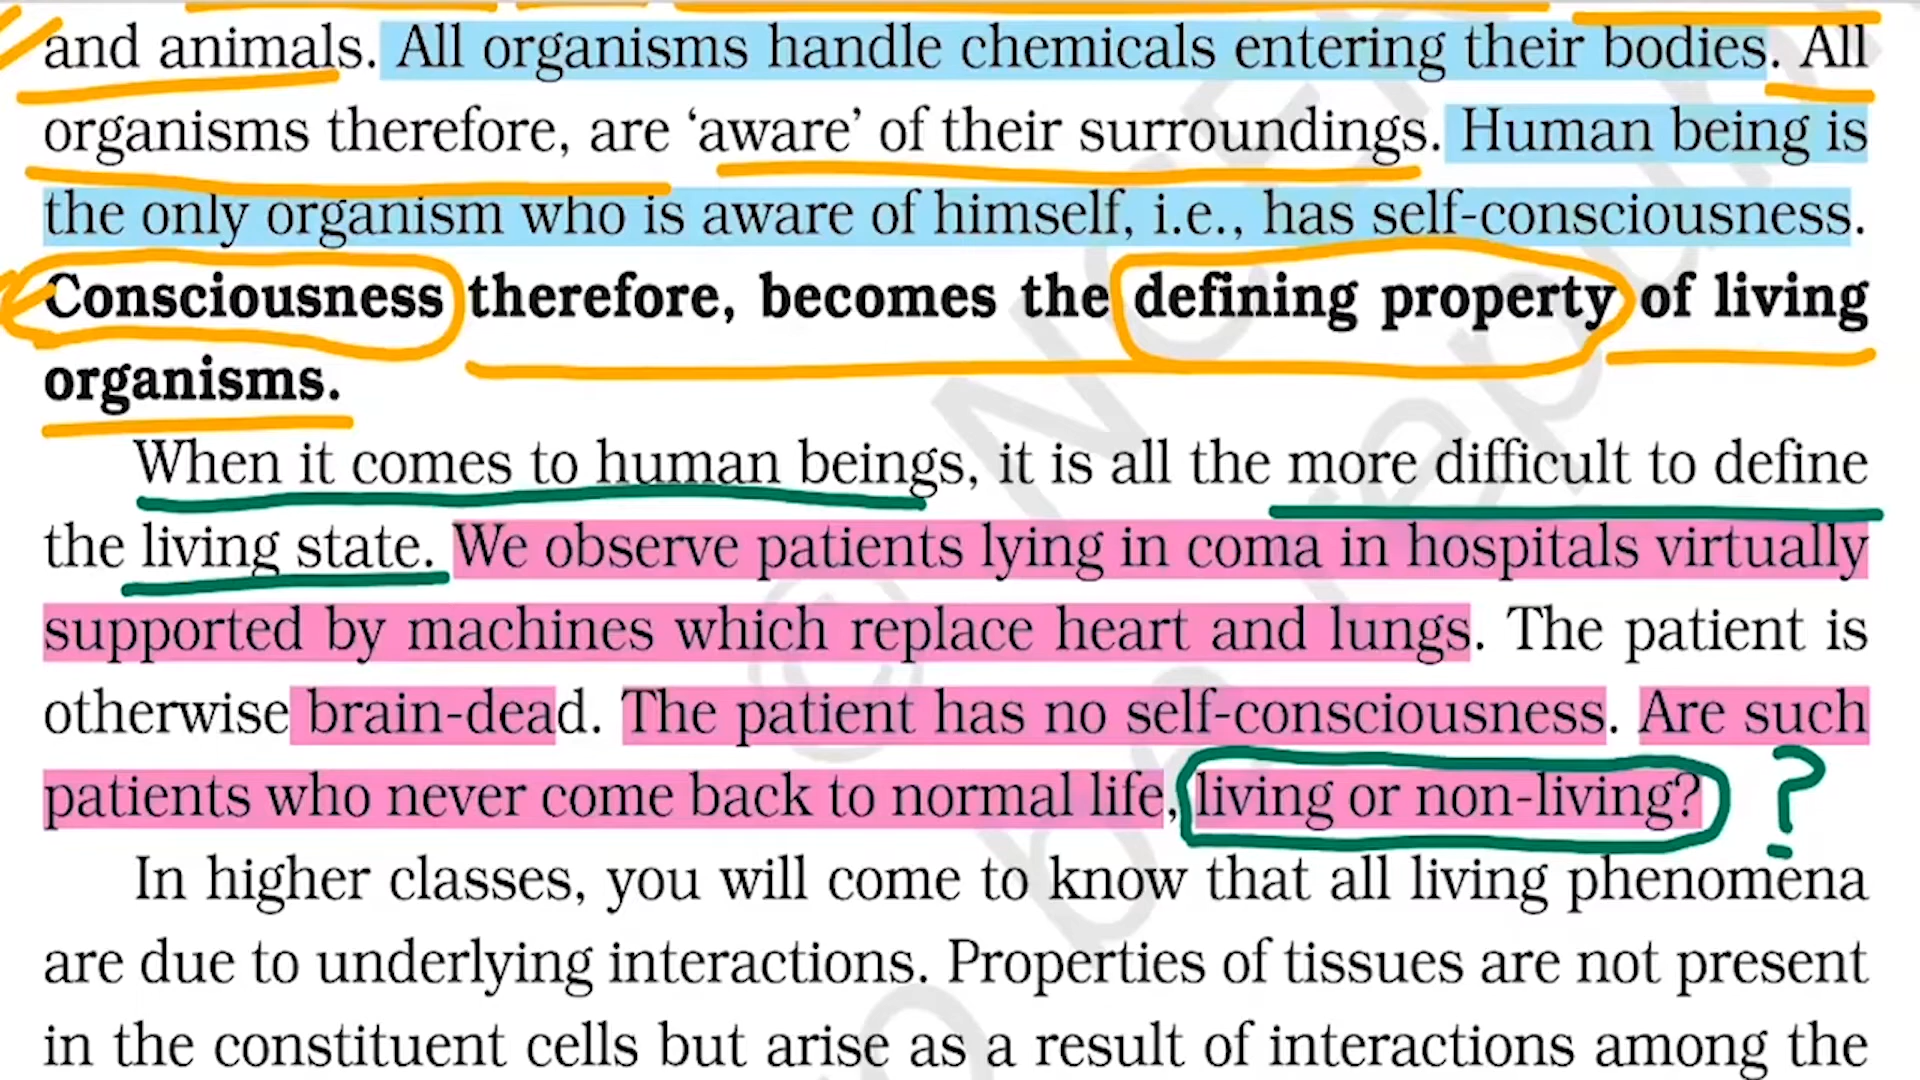 and animals. All organisms handle chemicals entering their bodies. All
organisms therefore, are ‘aware’ of their surroundings. Human being is
the only organism who is aware of himself, i.e., has self-consciousness.
Consciousness therefore, becomes the defining property of living
organisms.
When it comes to human beings, it is all the more difficult to define
the living state. We observe patients lying in coma in hospitals virtually
supported by machines which replace heart and lungs. The patient is
otherwise brain-dead. The patient has no self-consciousness. Are such
patients who never come back to normal life, living or non-living? ?
In higher classes, you will come to know that all living phenomena
are due to underlying interactions. Properties of tissues are not present
in the constituent cells but arise as a result of interactions among the